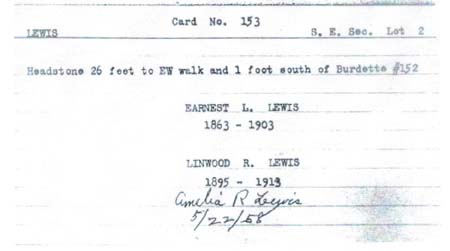 Card No. 153
LEWIS S. E. Sec. Lot 2
Headstone 26 feet to EW walk and 1 foot south of Burdette #152
EARNEST L. LEWIS
1863 - 1903
LINWOOD R. LEWIS
1895 - 1913
Amelia R Lewis
5/22/58